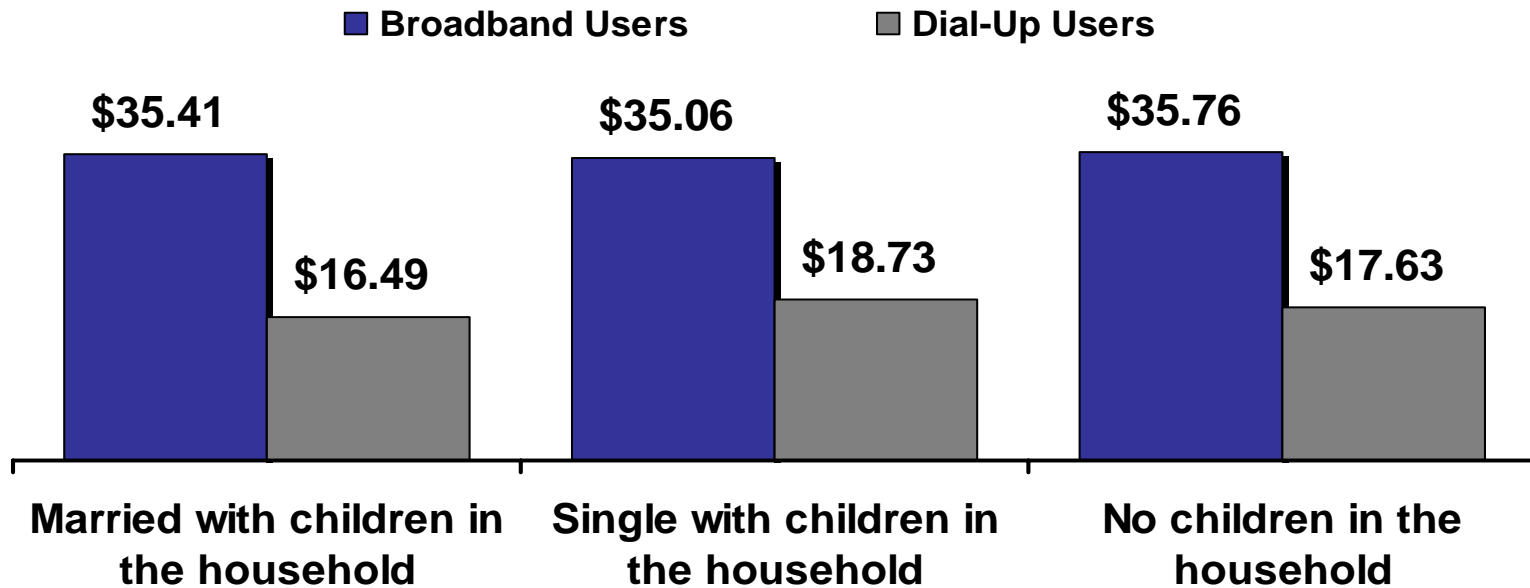 Broadband Users Dial-Up Users
$35.41 $35.06 $35.76
$16.49 $18.73 $17.63
Married with children in
the household
Single with children in
the household
No children in the
household